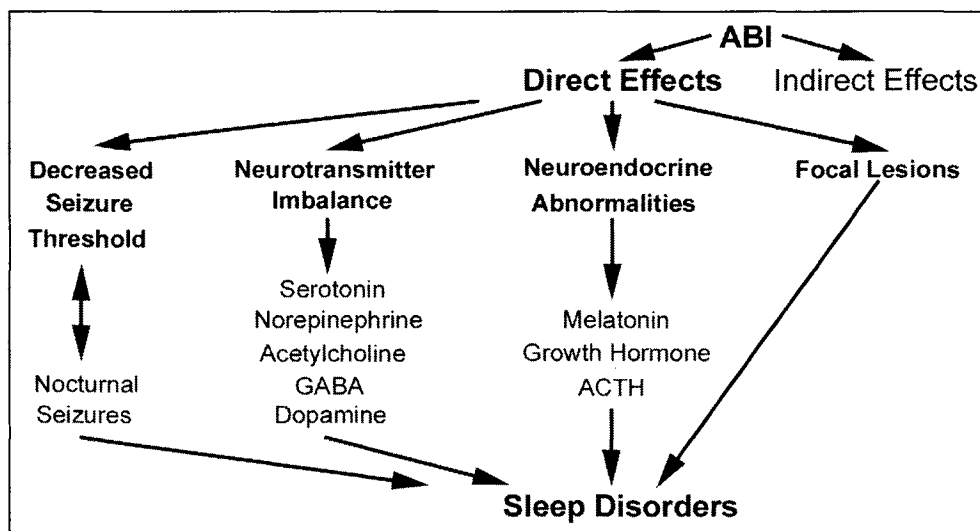 ABI
Direct Effects
Indirect Effects
Decreased
Seizure
Threshold
Neurotransmitter
Imbalance
Neuroendocrine
Abnormalities
Focal Lesions
Serotonin
Norepinephrine
Acetylcholine
GABA
Dopamine
Melatonin
Growth Hormone
ACTH
Nocturnal
Seizures
Sleep Disorders